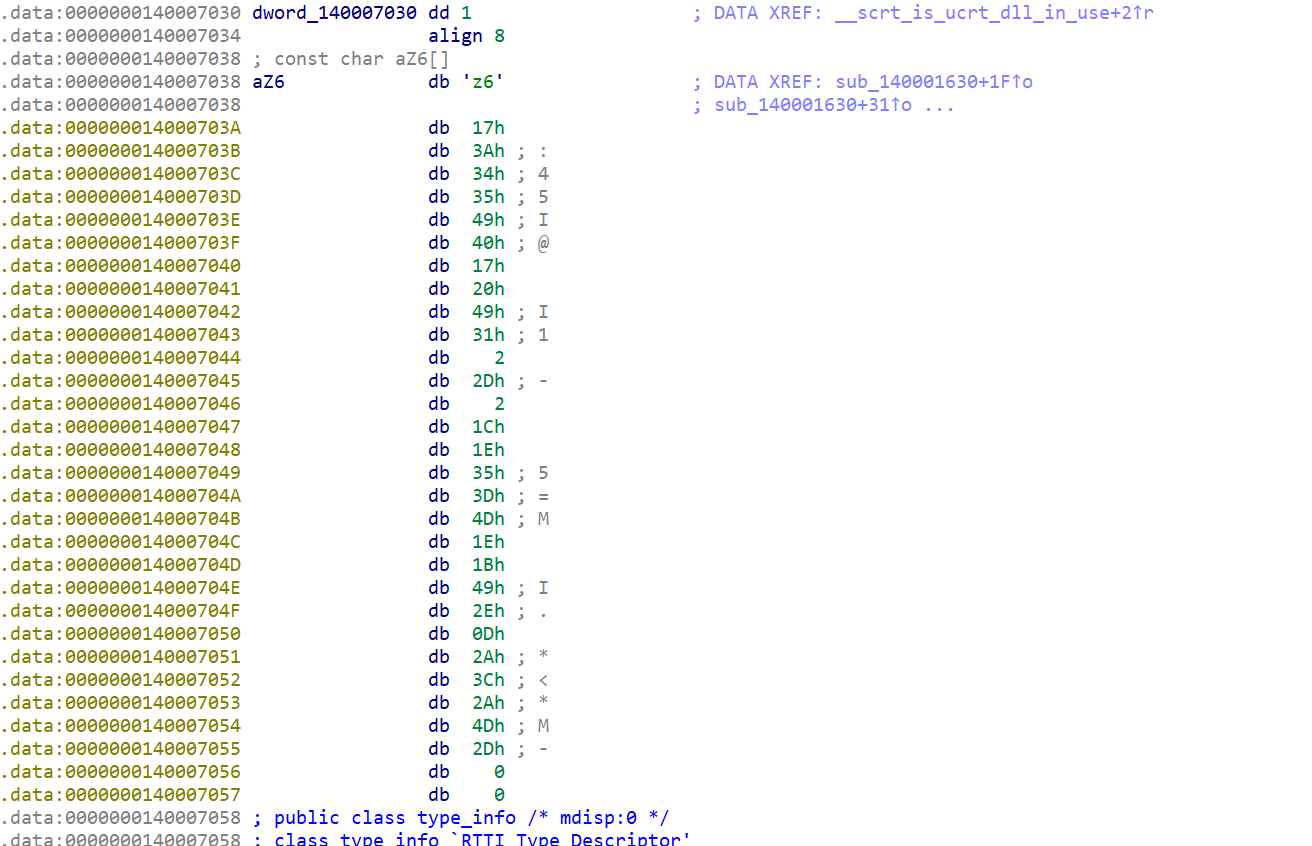 .data:0000000140007030 dword_140007030 dd 1 ; DATA XREF: __scrt_is_ucrt_dll_in_use+2↑r
.data:0000000140007034 align 8
.data:0000000140007038 ; const char aZ6[]
.data:0000000140007038 aZ6 db 'z6' ; DATA XREF: sub_140001630+1F↑o
.data:0000000140007038 ; sub_140001630+31↑o ...
.data:000000014000703A db 17h
.data:000000014000703B db 3Ah ; :
.data:000000014000703C db 34h ; 4
.data:000000014000703D db 35h ; 5
.data:000000014000703E db 49h ; I
.data:000000014000703F db 40h ; @
.data:0000000140007040 db 17h
.data:0000000140007041 db 20h
.data:0000000140007042 db 49h ; I
.data:0000000140007043 db 31h ; 1
.data:0000000140007044 db 2
.data:0000000140007045 db 2Dh ; -
.data:0000000140007046 db 2
.data:0000000140007047 db 1Ch
.data:0000000140007048 db 1Eh
.data:0000000140007049 db 35h ; 5
.data:000000014000704A db 3Dh ; =
.data:000000014000704B db 4Dh ; M
.data:000000014000704C db 1Eh
.data:000000014000704D db 1Bh
.data:000000014000704E db 49h ; I
.data:000000014000704F db 2Eh ; .
.data:0000000140007050 db 0Dh
.data:0000000140007051 db 2Ah ; *
.data:0000000140007052 db 3Ch ; <
.data:0000000140007053 db 2Ah ; *
.data:0000000140007054 db 4Dh ; M
.data:0000000140007055 db 2Dh ; -
.data:0000000140007056 db 0
.data:0000000140007057 db 0
.data:0000000140007058 ; public class type_info /* mdisp:0 */
.data:0000000140007058 ; class type_info `RTTI Type Descriptor'